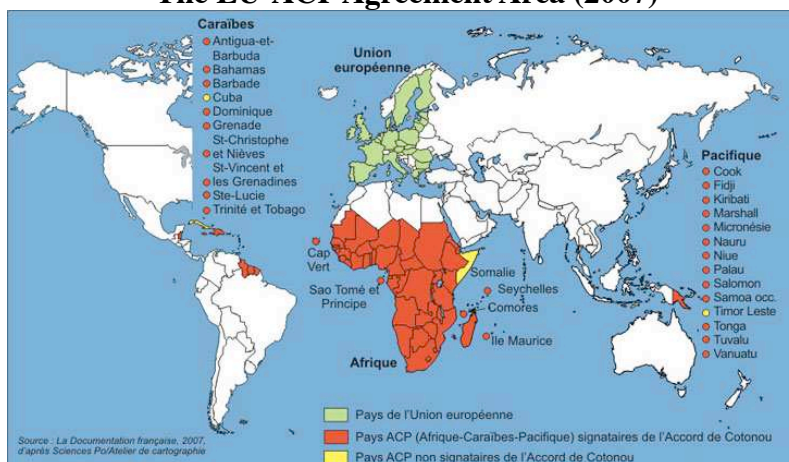 The EU-ACP Agreement Area (2007)
Caraïbes
Antigua-et-
Barbuda
Bahamas
Barbade
Cuba
Dominique
Grenade
St-Christophe
et Nièves
St-Vincent et
les Grenadines
Ste-Lucie
Trinité et Tobago
Union
européenne
Pacifique
Cook
Fidji
Kiribati
Marshall
Micronésie
Nauru
Niue
Palau
Salomon
Samoa occ.
Timor Leste
Tonga
Tuvalu
Vanuatu
Cap
Vert
Sao Tomé et
Principe
Somalie
Seychelles
Comores
Ile Maurice
Afrique
Pays de l'Union européenne
Pays ACP (Afrique-Caraïbes-Pacifique) signataires de l'Accord de Cotonou
Pays ACP non signataires de l'Accord de Cotonou
Source : La Documentation française, 2007,
d'après Sciences Po/Atelier de cartographie